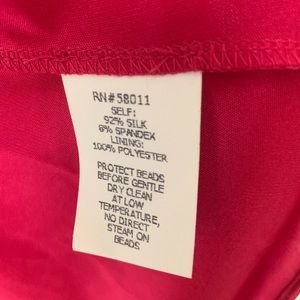 RN#58011
SELF:
92% SILK
8% SPANDEX
LINING:
100% POLYESTER
PROTECT BEADS
BEFORE GENTLE
DRY CLEAN
AT LOW
TEMPERATURE,
NO DIRECT
STEAM ON
BEADS